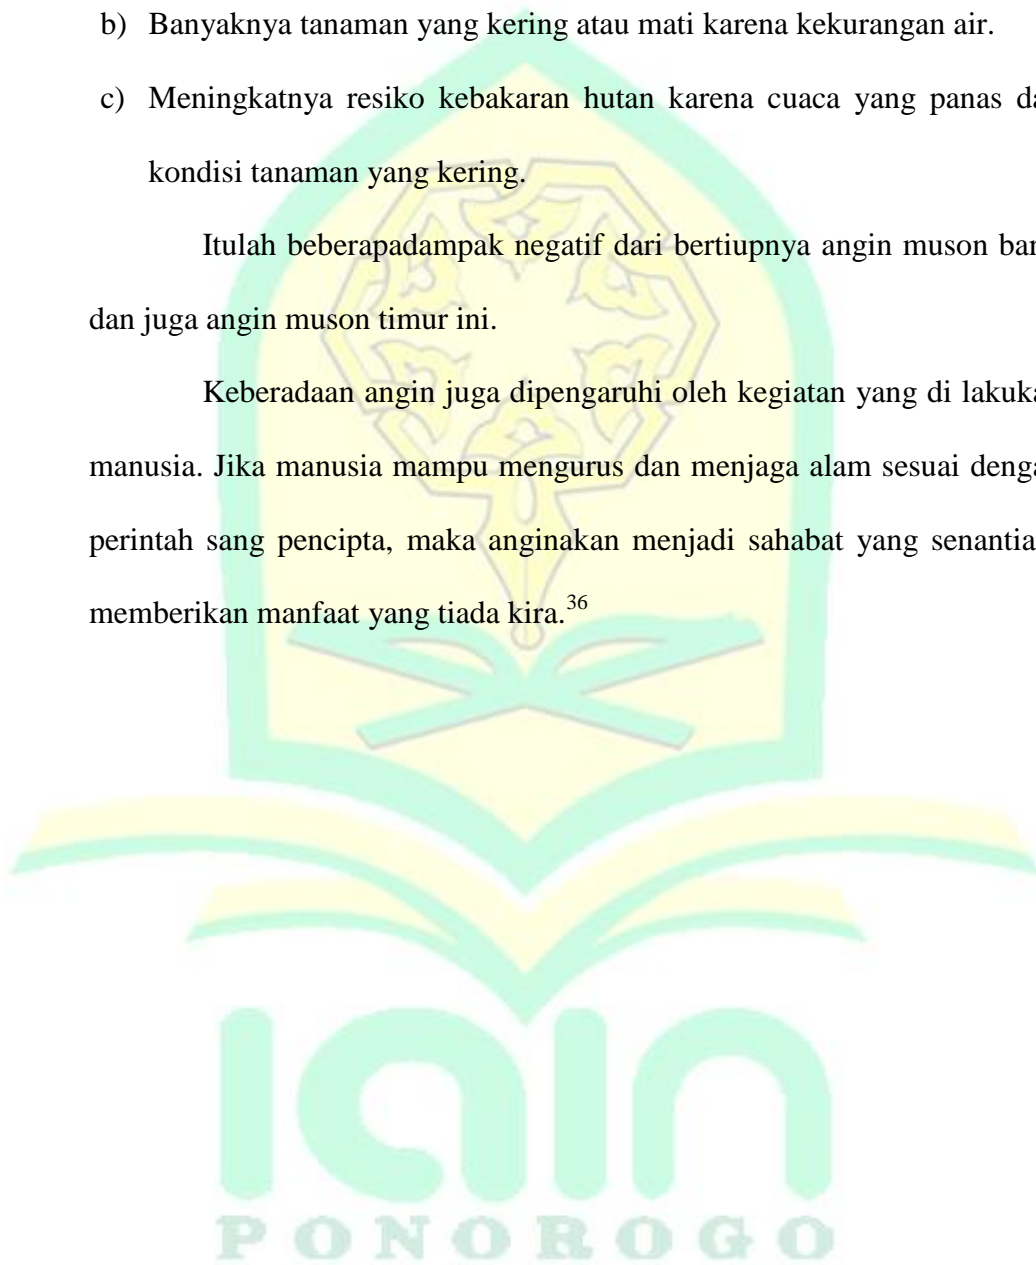 b) Banyaknya tanaman yang kering atau mati karena kekurangan air.
c) Meningkatnya resiko kebakaran hutan karena cuaca yang panas da
kondisi tanaman yang kering.
Itulah beberapadampak negatif dari bertiupnya angin muson bar
dan juga angin muson timur ini.
Keberadaan angin juga dipengaruhi oleh kegiatan yang di lakuka
manusia. Jika manusia mampu mengurus dan menjaga alam sesuai denga
perintah sang pencipta, maka anginakan menjadi sahabat yang senantia
memberikan manfaat yang tiada kira.36
IAIN
PONOROGO